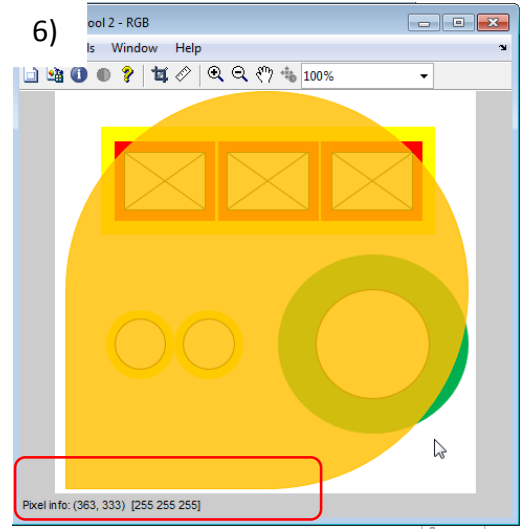 6)
ool 2 - RGB
ls Window Help
100%
Pixel info: (363, 333) [255 255 255]